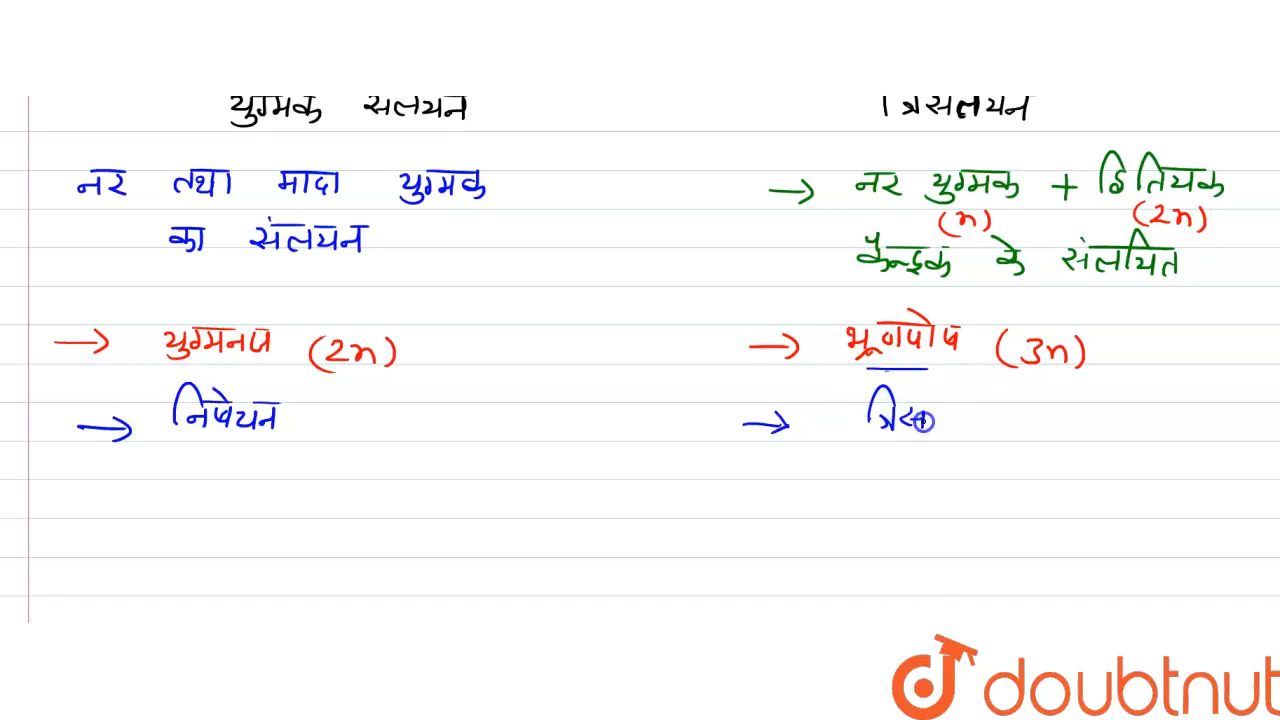 युग्मक संलयन
त्रिसंलयन
नर तथा मादा युग्मक
का संलयन
→ नर युग्मक + द्वितियक
(n) (2n)
केन्द्रक के संलयित
→ युग्मनज (2n)
→ भ्रूणपोष (3n)
→ निषेचन
→ त्रिस
doubtnut